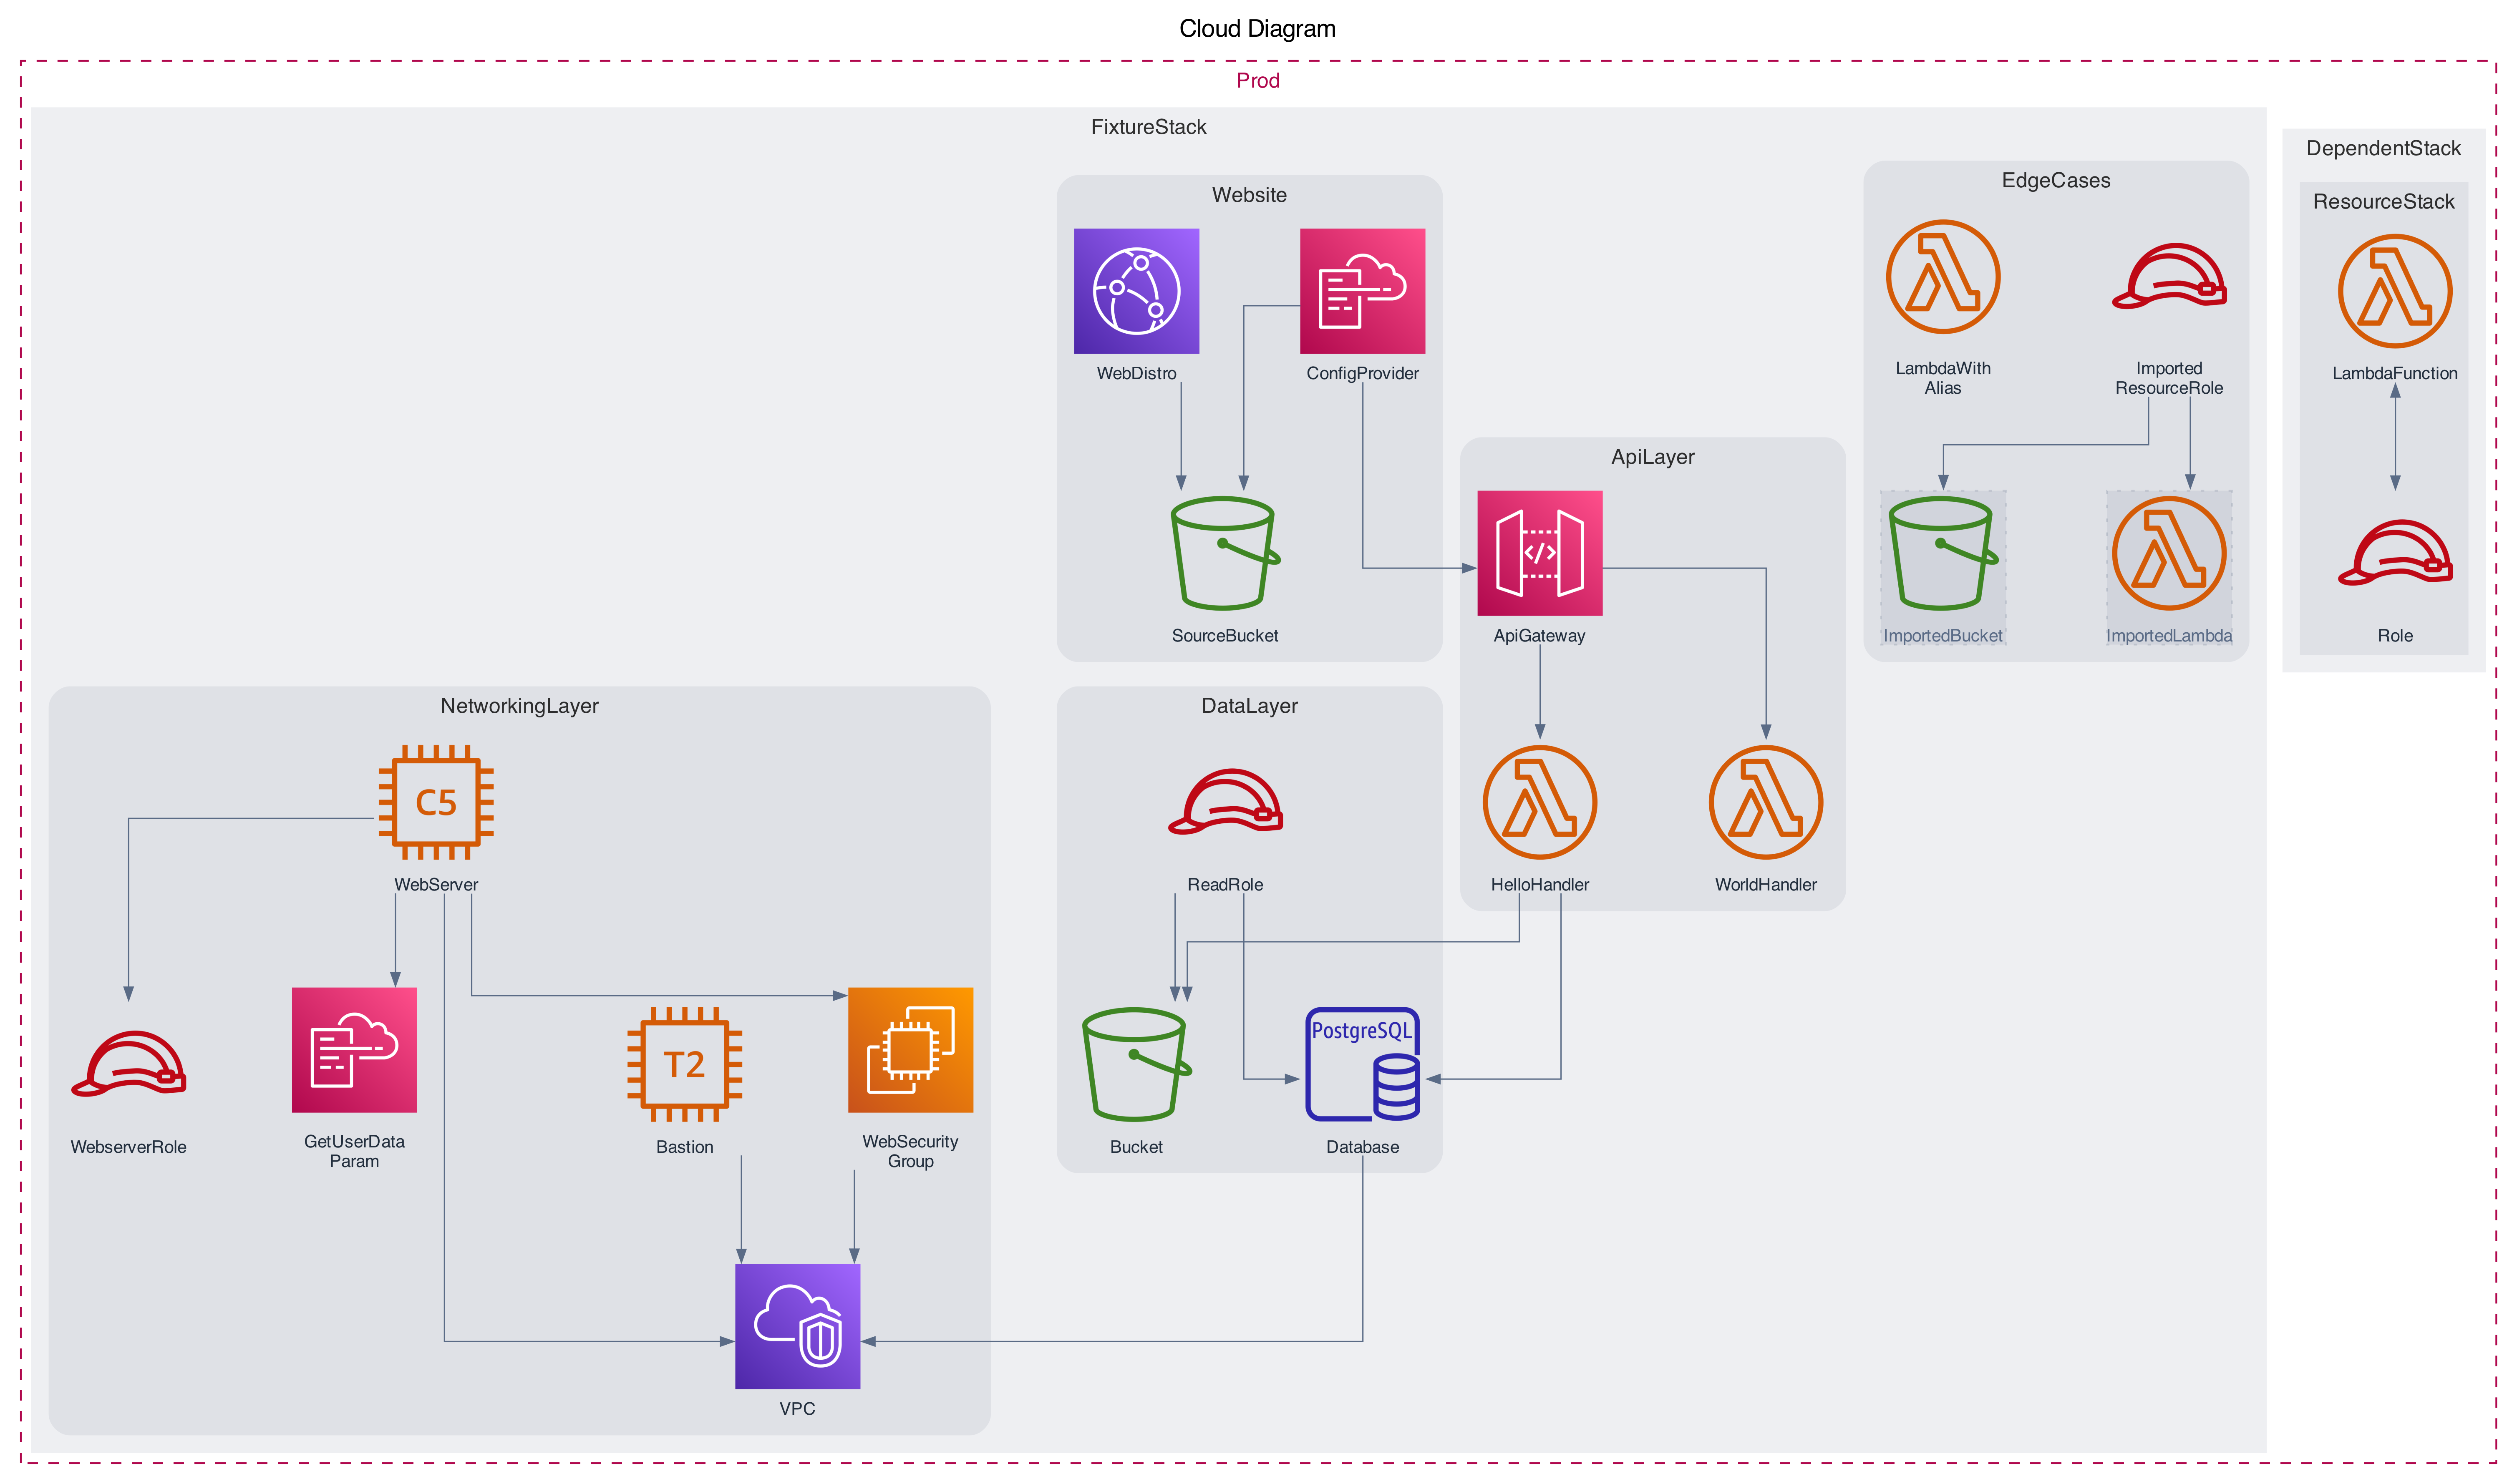 Cloud Diagram
Prod
FixtureStack
DependentStack
Website
WebDistro
ConfigProvider
SourceBucket
EdgeCases
LambdaWith
Alias
Imported
ResourceRole
ImportedBucket
ImportedLambda
ResourceStack
LambdaFunction
Role
ApiLayer
</>
ApiGateway
HelloHandler
WorldHandler
NetworkingLayer
C5
WebServer
WebserverRole
GetUserData
Param
T2
Bastion
WebSecurity
Group
VPC
DataLayer
ReadRole
Bucket
PostgreSQL
Database